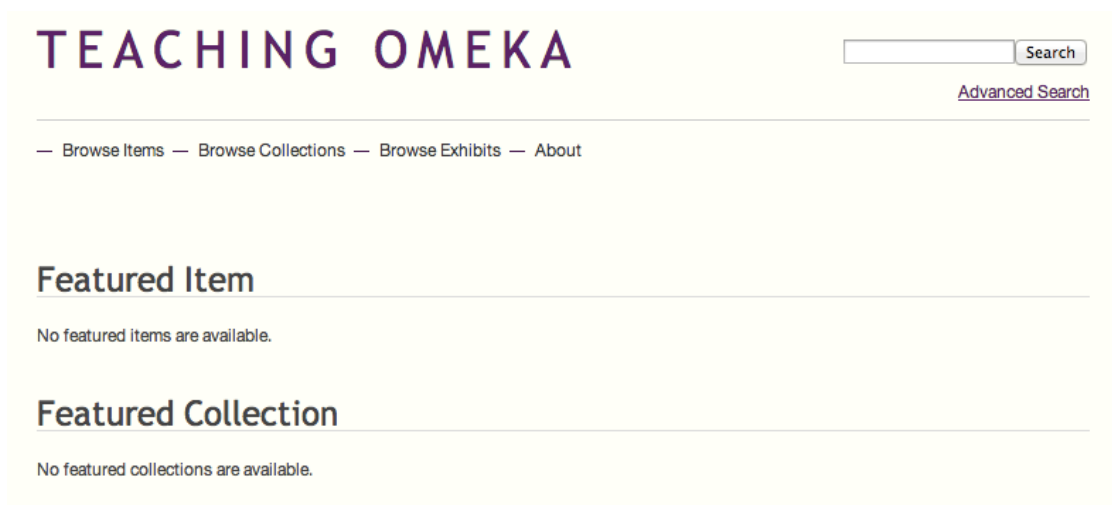 TEACHING OMEKA
Search
Advanced Search
— Browse Items — Browse Collections — Browse Exhibits — About
Featured Item
No featured items are available.
Featured Collection
No featured collections are available.